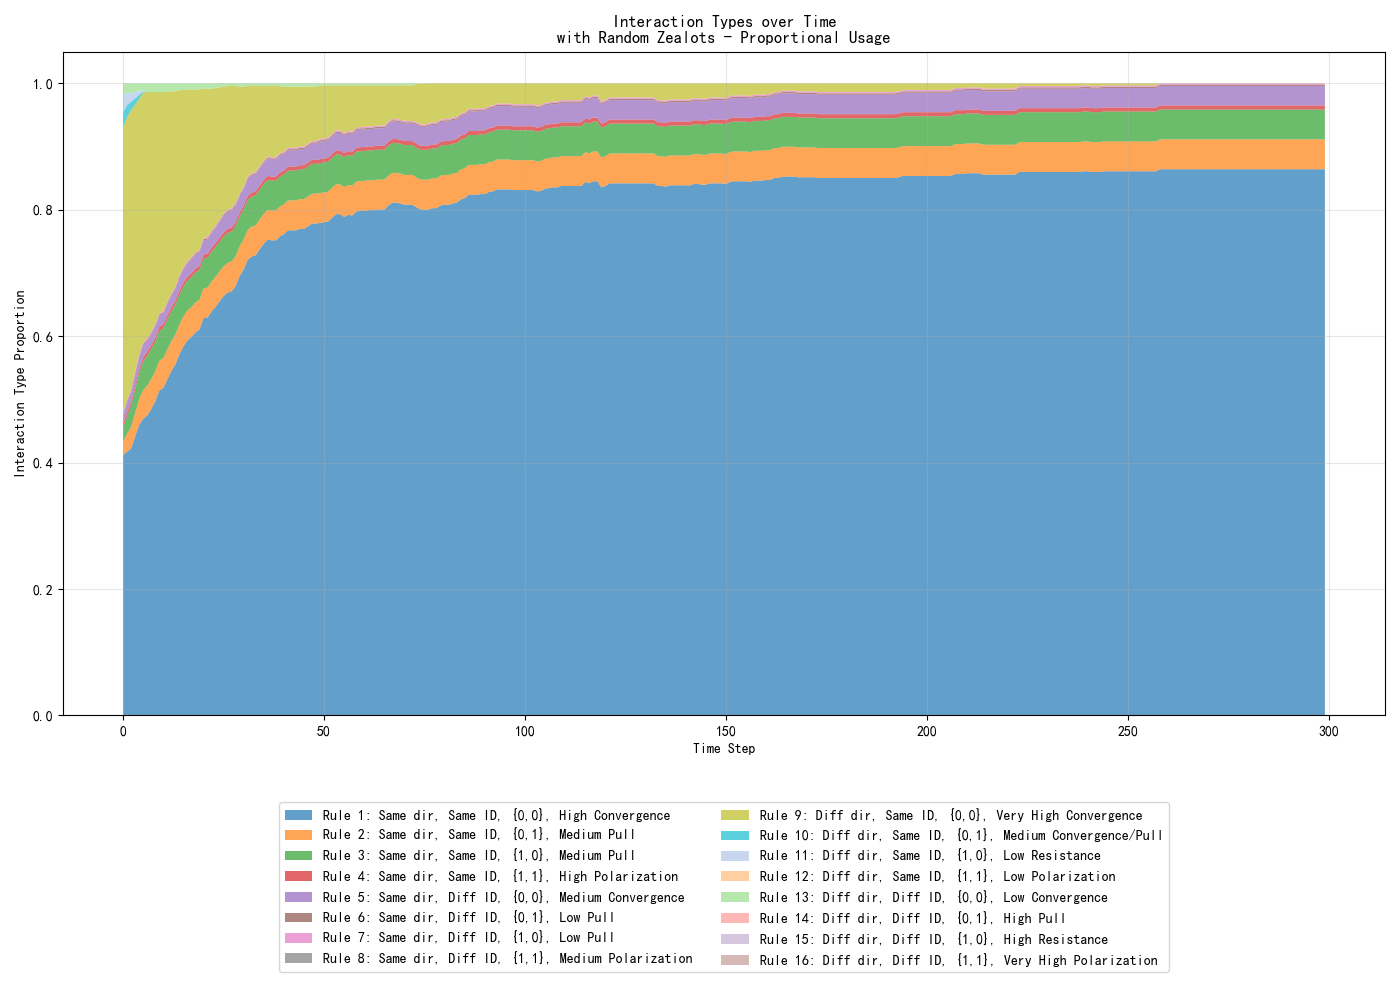 Interaction Types over Time
with Random Zealots - Proportional Usage
Interaction Type Proportion
1.0
0.8
0.6
0.4
0.2
0.0
0
50
100
150
200
250
300
Time Step
Rule 1: Same dir, Same ID, {0,0}, High Convergence
Rule 2: Same dir, Same ID, {0,1}, Medium Pull
Rule 3: Same dir, Same ID, {1,0}, Medium Pull
Rule 4: Same dir, Same ID, {1,1}, High Polarization
Rule 5: Same dir, Diff ID, {0,0}, Medium Convergence
Rule 6: Same dir, Diff ID, {0,1}, Low Pull
Rule 7: Same dir, Diff ID, {1,0}, Low Pull
Rule 8: Same dir, Diff ID, {1,1}, Medium Polarization
Rule 9: Diff dir, Same ID, {0,0}, Very High Convergence
Rule 10: Diff dir, Same ID, {0,1}, Medium Convergence/Pull
Rule 11: Diff dir, Same ID, {1,0}, Low Resistance
Rule 12: Diff dir, Same ID, {1,1}, Low Polarization
Rule 13: Diff dir, Diff ID, {0,0}, Low Convergence
Rule 14: Diff dir, Diff ID, {0,1}, High Pull
Rule 15: Diff dir, Diff ID, {1,0}, High Resistance
Rule 16: Diff dir, Diff ID, {1,1}, Very High Polarization